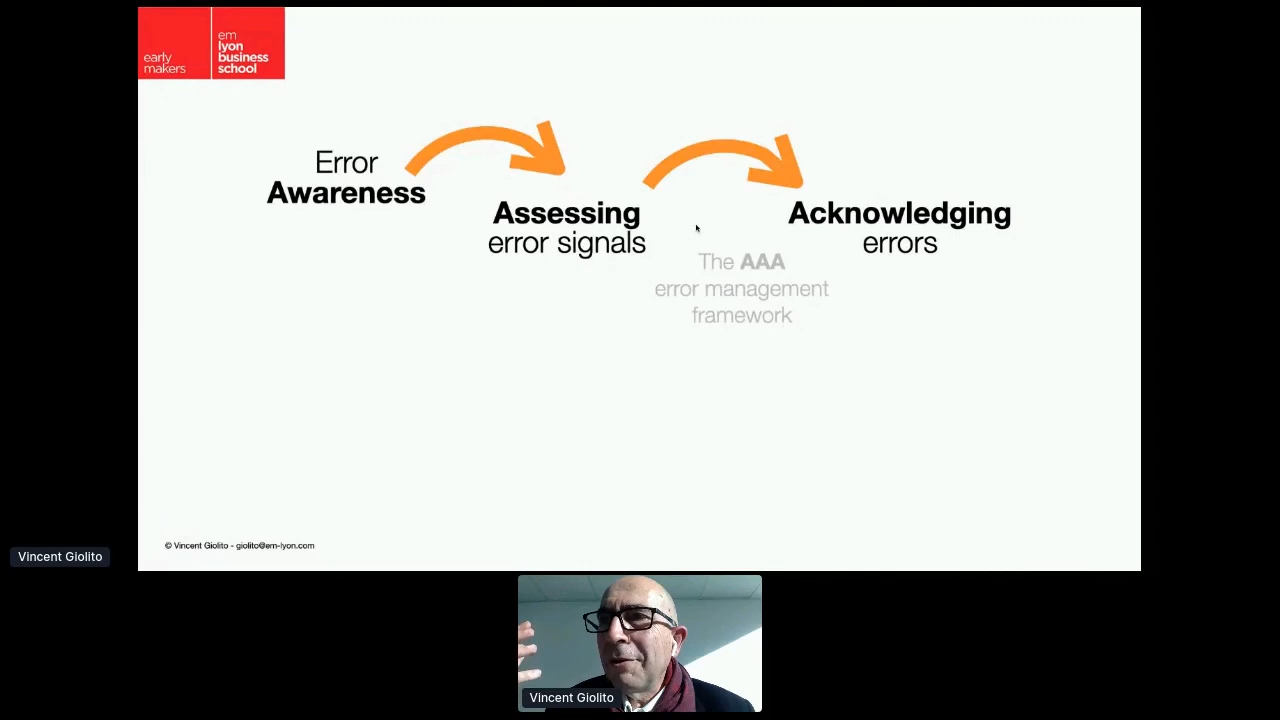 early
makers
em
lyon
business
school
Error
Awareness
Assessing
error signals
Acknowledging
errors
The AAA
error management
framework
© Vincent Giolito - giolito@em-lyon.com
Vincent Giolito
Vincent Giolito